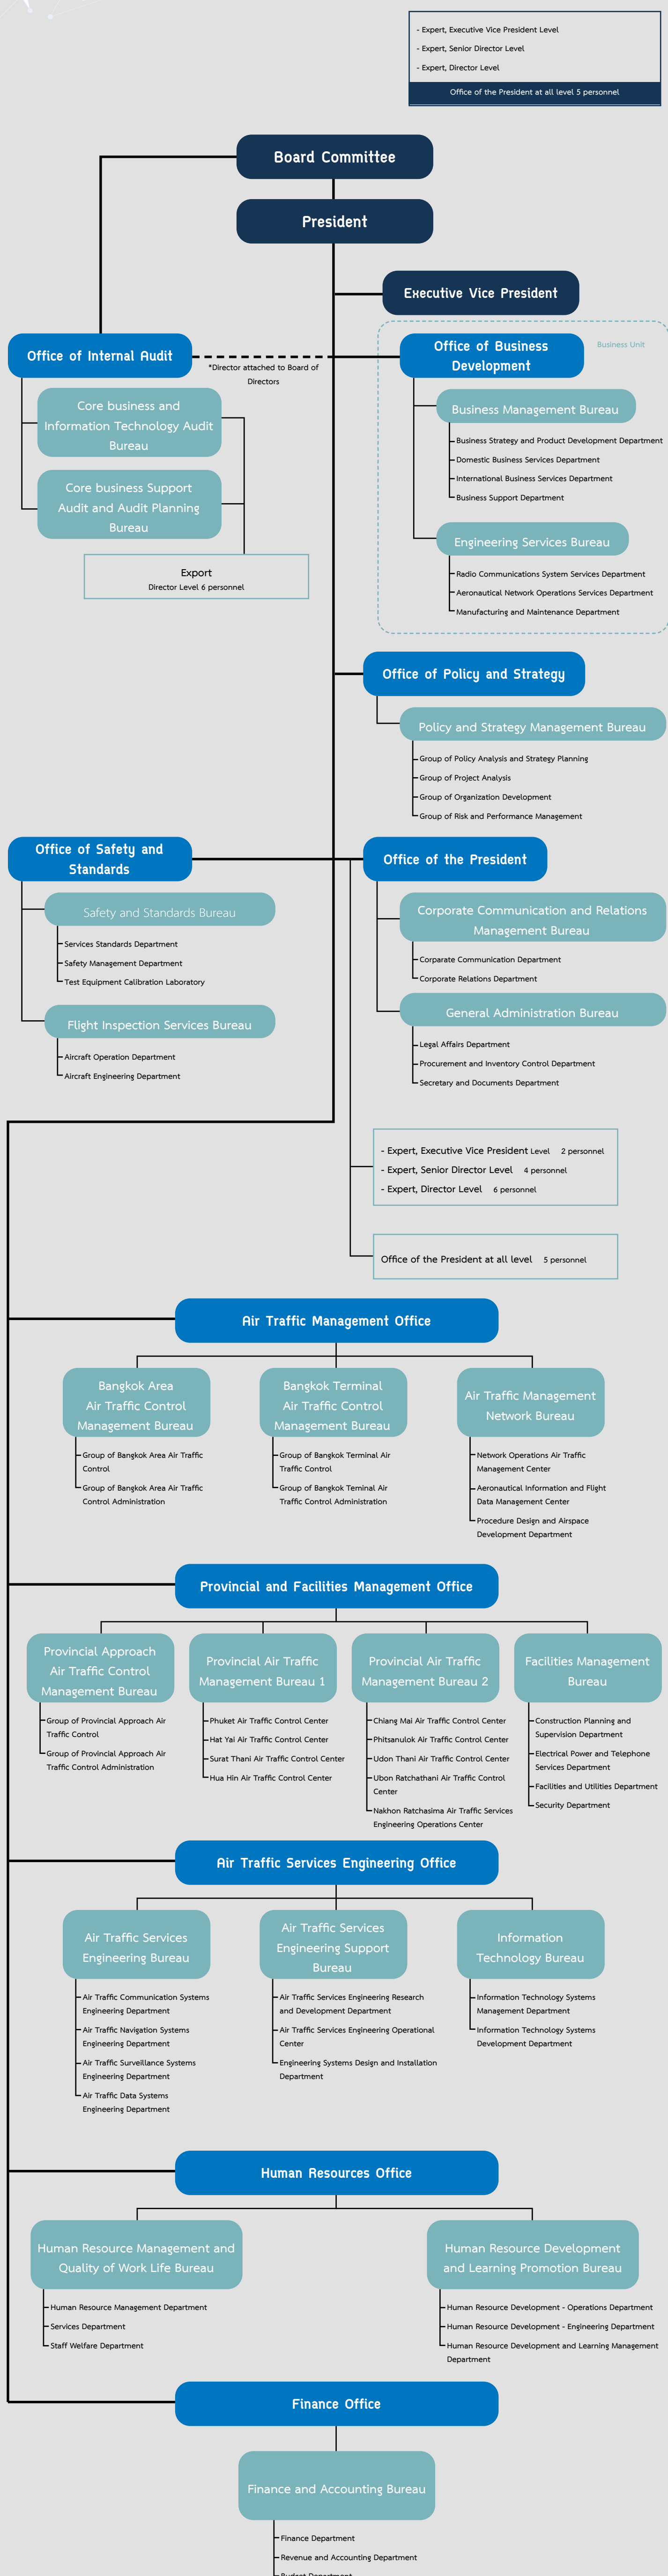 - Expert, Executive Vice President Level
- Expert, Senior Director Level
- Expert, Director Level
Office of the President at all level 5 personnel
Board Committee
President
Executive Vice President
Office of Internal Audit
*Director attached to Board of
Directors
Core business and
Information Technology Audit
Bureau
Core business Support
Audit and Audit Planning
Bureau
Export
Director Level 6 personnel
Office of Business
Development
Business Unit
Business Management Bureau
Business Strategy and Product Development Department
Domestic Business Services Department
International Business Services Department
Business Support Department
Engineering Services Bureau
Radio Communications System Services Department
Aeronautical Network Operations Services Department
Manufacturing and Maintenance Department
Office of Policy and Strategy
Policy and Strategy Management Bureau
Group of Policy Analysis and Strategy Planning
Group of Project Analysis
Group of Organization Development
Group of Risk and Performance Management
Office of Safety and
Standards
Safety and Standards Bureau
Services Standards Department
Safety Management Department
Test Equipment Calibration Laboratory
Flight Inspection Services Bureau
Aircraft Operation Department
Aircraft Engineering Department
Office of the President
Corporate Communication and Relations
Management Bureau
Corparate Communication Department
Corparate Relations Department
General Administration Bureau
Legal Affairs Department
Procurement and Inventory Control Department
Secretary and Documents Department
- Expert, Executive Vice President Level 2 personnel
- Expert, Senior Director Level 4 personnel
- Expert, Director Level 6 personnel
Office of the President at all level 5 personnel
Air Traffic Management Office
Bangkok Area
Air Traffic Control
Management Bureau
Group of Bangkok Area Air Traffic
Control
Group of Bangkok Area Air Traffic
Control Administration
Bangkok Terminal
Air Traffic Control
Management Bureau
Group of Bangkok Terminal Air
Traffic Control
Group of Bangkok Teminal Air
Traffic Control Administration
Air Traffic Management
Network Bureau
Network Operations Air Traffic
Management Center
Aeronautical Information and Flight
Data Management Center
Procedure Design and Airspace
Development Department
Provincial and Facilities Management Office
Provincial Approach
Air Traffic Control
Management Bureau
Group of Provincial Approach Air
Traffic Control
Group of Provincial Approach Air
Traffic Control Administration
Provincial Air Traffic
Management Bureau 1
Phuket Air Traffic Control Center
Hat Yai Air Traffic Control Center
Surat Thani Air Traffic Control Center
Hua Hin Air Traffic Control Center
Provincial Air Traffic
Management Bureau 2
Chiang Mai Air Traffic Control Center
Phitsanulok Air Traffic Control Center
Udon Thani Air Traffic Control Center
Ubon Ratchathani Air Traffic Control
Center
Nakhon Ratchasima Air Traffic Services
Engineering Operations Center
Facilities Management
Bureau
Construction Planning and
Supervision Department
Electrical Power and Telephone
Services Department
Facilities and Utilities Department
Security Department
Air Traffic Services Engineering Office
Air Traffic Services
Engineering Bureau
Air Traffic Communication Systems
Engineering Department
Air Traffic Navigation Systems
Engineering Department
Air Traffic Surveillance Systems
Engineering Department
Air Traffic Data Systems
Engineering Department
Air Traffic Services
Engineering Support
Bureau
Air Traffic Services Engineering Research
and Development Department
Air Traffic Services Engineering Operational
Center
Engineering Systems Design and Installation
Department
Information
Technology Bureau
Information Technology Systems
Management Department
Information Technology Systems
Development Department
Human Resources Office
Human Resource Management and
Quality of Work Life Bureau
Human Resource Management Department
Services Department
Staff Welfare Department
Human Resource Development
and Learning Promotion Bureau
Human Resource Development - Operations Department
Human Resource Development - Engineering Department
Human Resource Development and Learning Management
Department
Finance Office
Finance and Accounting Bureau
Finance Department
Revenue and Accounting Department